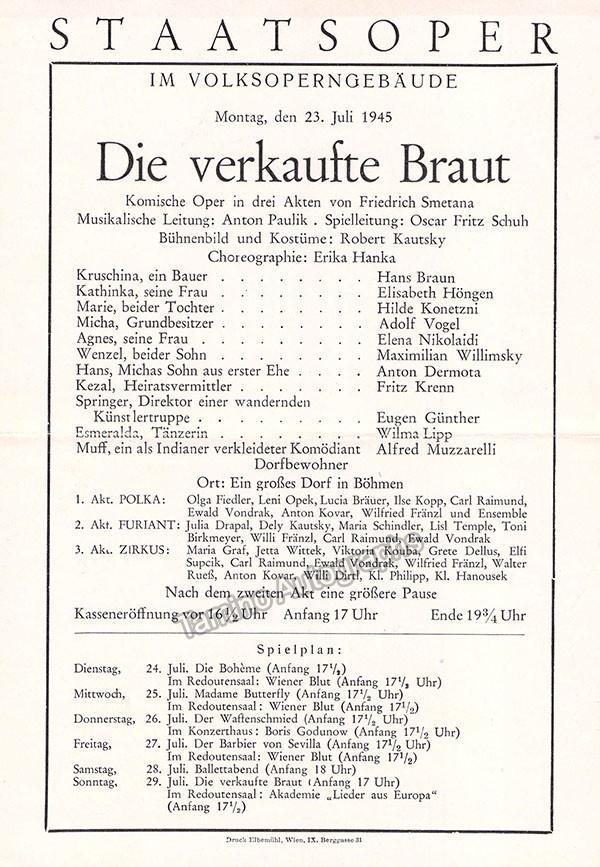 STAATSOPER
IM VOLKSOPERNGEBÄUDE
Montag, den 23. Juli 1945
Die verkaufte Braut
Komische Oper in drei Akten von Friedrich Smetana
Musikalische Leitung: Anton Paulik . Spielleitung: Oscar Fritz Schuh
Bühnenbild und Kostüme: Robert Kautsky
Choreographie: Erika Hanka
Kruschina, ein Bauer . . . . . . . . Hans Braun
Kathinka, seine Frau . . . . . . . . Elisabeth Höngen
Marie, beider Tochter . . . . . . . . Hilde Konetzni
Micha, Grundbesitzer . . . . . . . . Adolf Vogel
Agnes, seine Frau . . . . . . . . . Elena Nikolaidi
Wenzel, beider Sohn . . . . . . . . Maximilian Willimsky
Hans, Michas Sohn aus erster Ehe . . . . Anton Dermota
Kezal, Heiratsvermittler . . . . . . . Fritz Krenn
Springer, Direktor einer wandernden
Künstlertruppe . . . . . . . . . Eugen Günther
Esmeralda, Tänzerin . . . . . . . . Wilma Lipp
Muff, ein als Indianer verkleideter Komödiant Alfred Muzzarelli
Dorfbewohner
Ort: Ein großes Dorf in Böhmen
1. Akt. POLKA: Olga Fiedler, Leni Opek, Lucia Bräuer, Ilse Kopp, Carl Raimund,
Ewald Vondrak, Anton Kovar, Wilfried Fränzl und Ensemble
2. Akt. FURIANT: Julia Drapal, Dely Kautsky, Maria Schindler, Lisl Temple, Toni
Birkmeyer, Willi Fränzl, Carl Raimund, Ewald Vondrak
3. Akt. ZIRKUS: Maria Graf, Jetta Wittek, Viktoria Kouba, Grete Dellus, Elfi
Supcik, Carl Raimund, Ewald Vondrak, Wilfried Fränzl, Walter
Rueß, Anton Kovar, Willi Dirtl, Kl. Philipp, Kl. Hanousek
Nach dem zweiten Akt eine größere Pause
Kasseneröffnung vor 16½ Uhr Anfang 17 Uhr Ende 19¾ Uhr
Tamino Autographs
Spielplan:
Dienstag, 24. Juli. Die Bohème (Anfang 17½)
Im Redoutensaal: Wiener Blut (Anfang 17½ Uhr)
Mittwoch, 25. Juli. Madame Butterfly (Anfang 17½ Uhr)
Im Redoutensaal: Wiener Blut (Anfang 17½)
Donnerstag, 26. Juli. Der Waffenschmied (Anfang 17½)
Im Konzerthaus: Boris Godunow (Anfang 17½ Uhr)
Freitag, 27. Juli. Der Barbier von Sevilla (Anfang 17½ Uhr)
Im Redoutensaal: Wiener Blut (Anfang 17½)
Samstag, 28. Juli. Ballettabend (Anfang 18 Uhr)
Sonntag, 29. Juli. Die verkaufte Braut (Anfang 17 Uhr)
Im Redoutensaal: Akademie „Lieder aus Europa“
(Anfang 17½)
Druck Elbemühl, Wien, IX. Berggasse 31